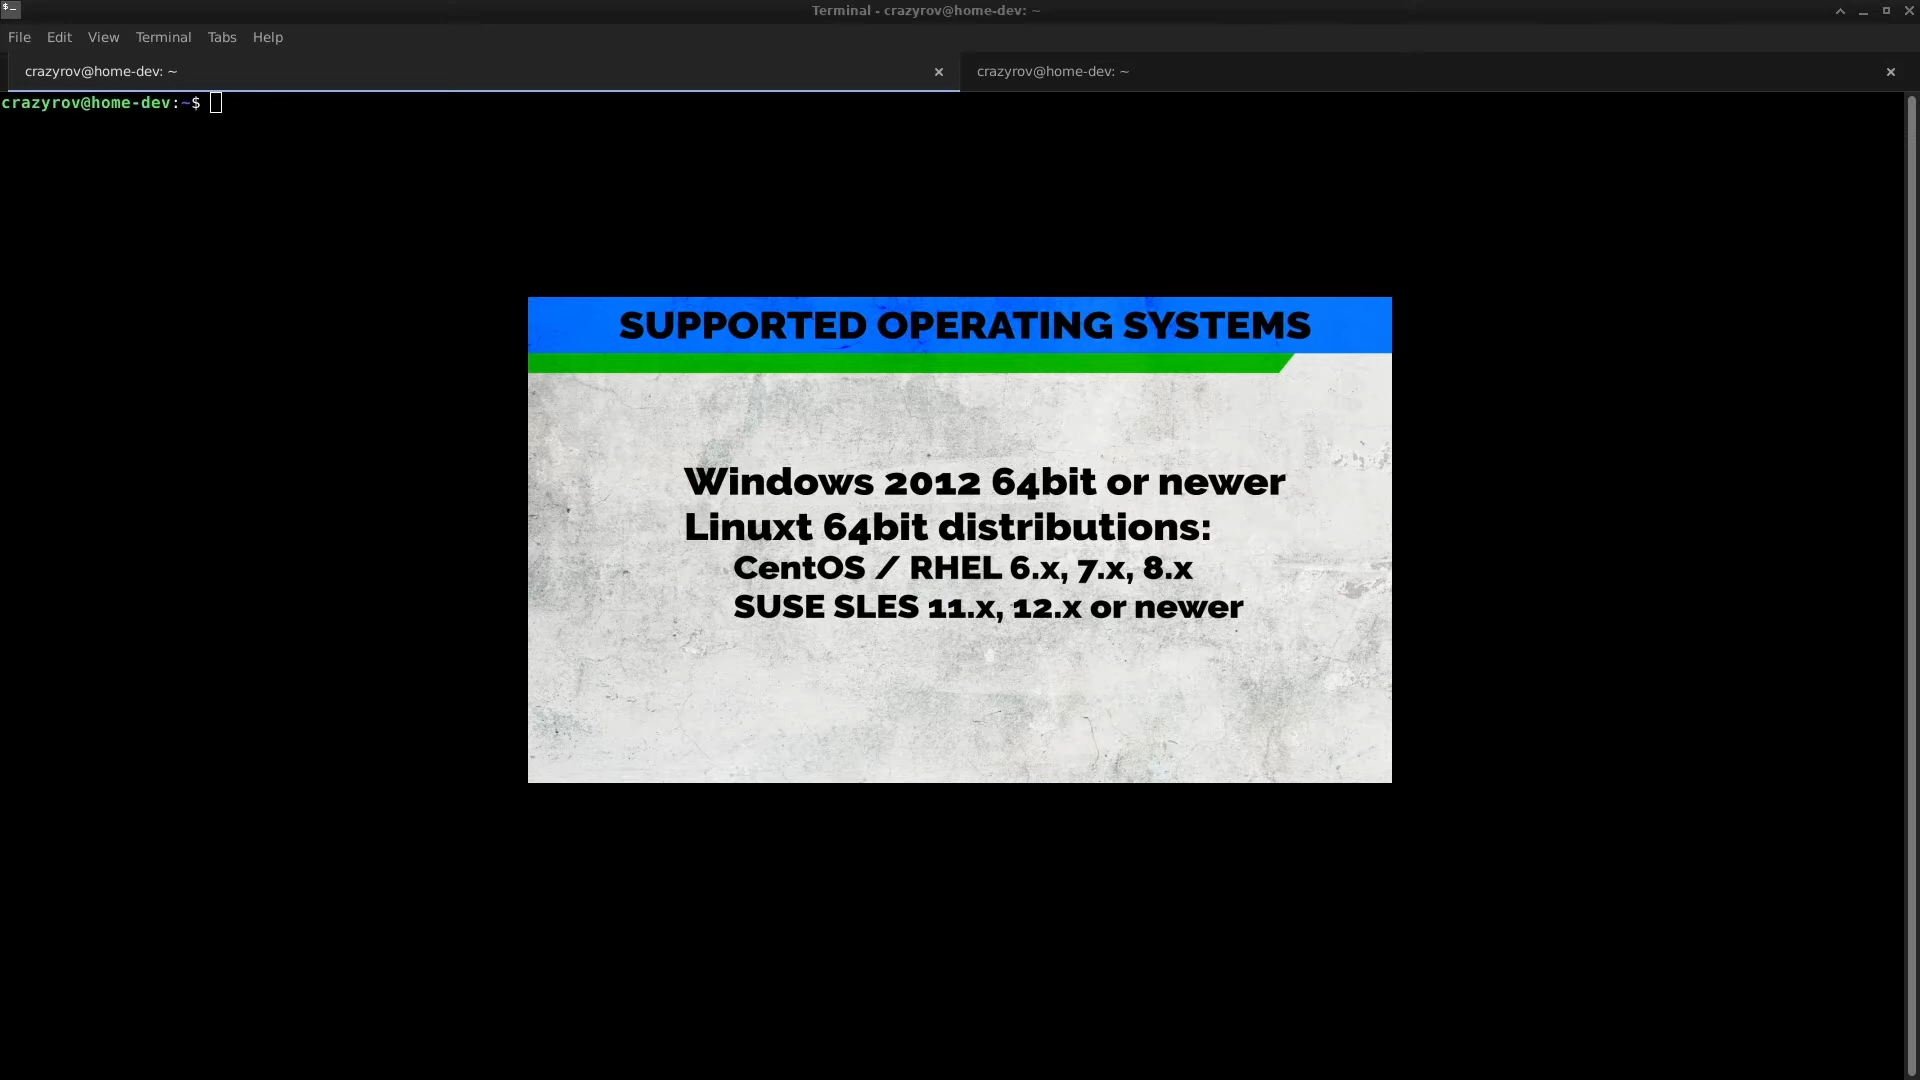 Terminal - crazyrov@home-dev: ~
File Edit View Terminal Tabs Help
crazyrov@home-dev: ~
crazyrov@home-dev: ~
crazyrov@home-dev:~$
SUPPORTED OPERATING SYSTEMS
Windows 2012 64bit or newer
Linuxt 64bit distributions:
CentOS / RHEL 6.x, 7.x, 8.x
SUSE SLES 11.x, 12.x or newer